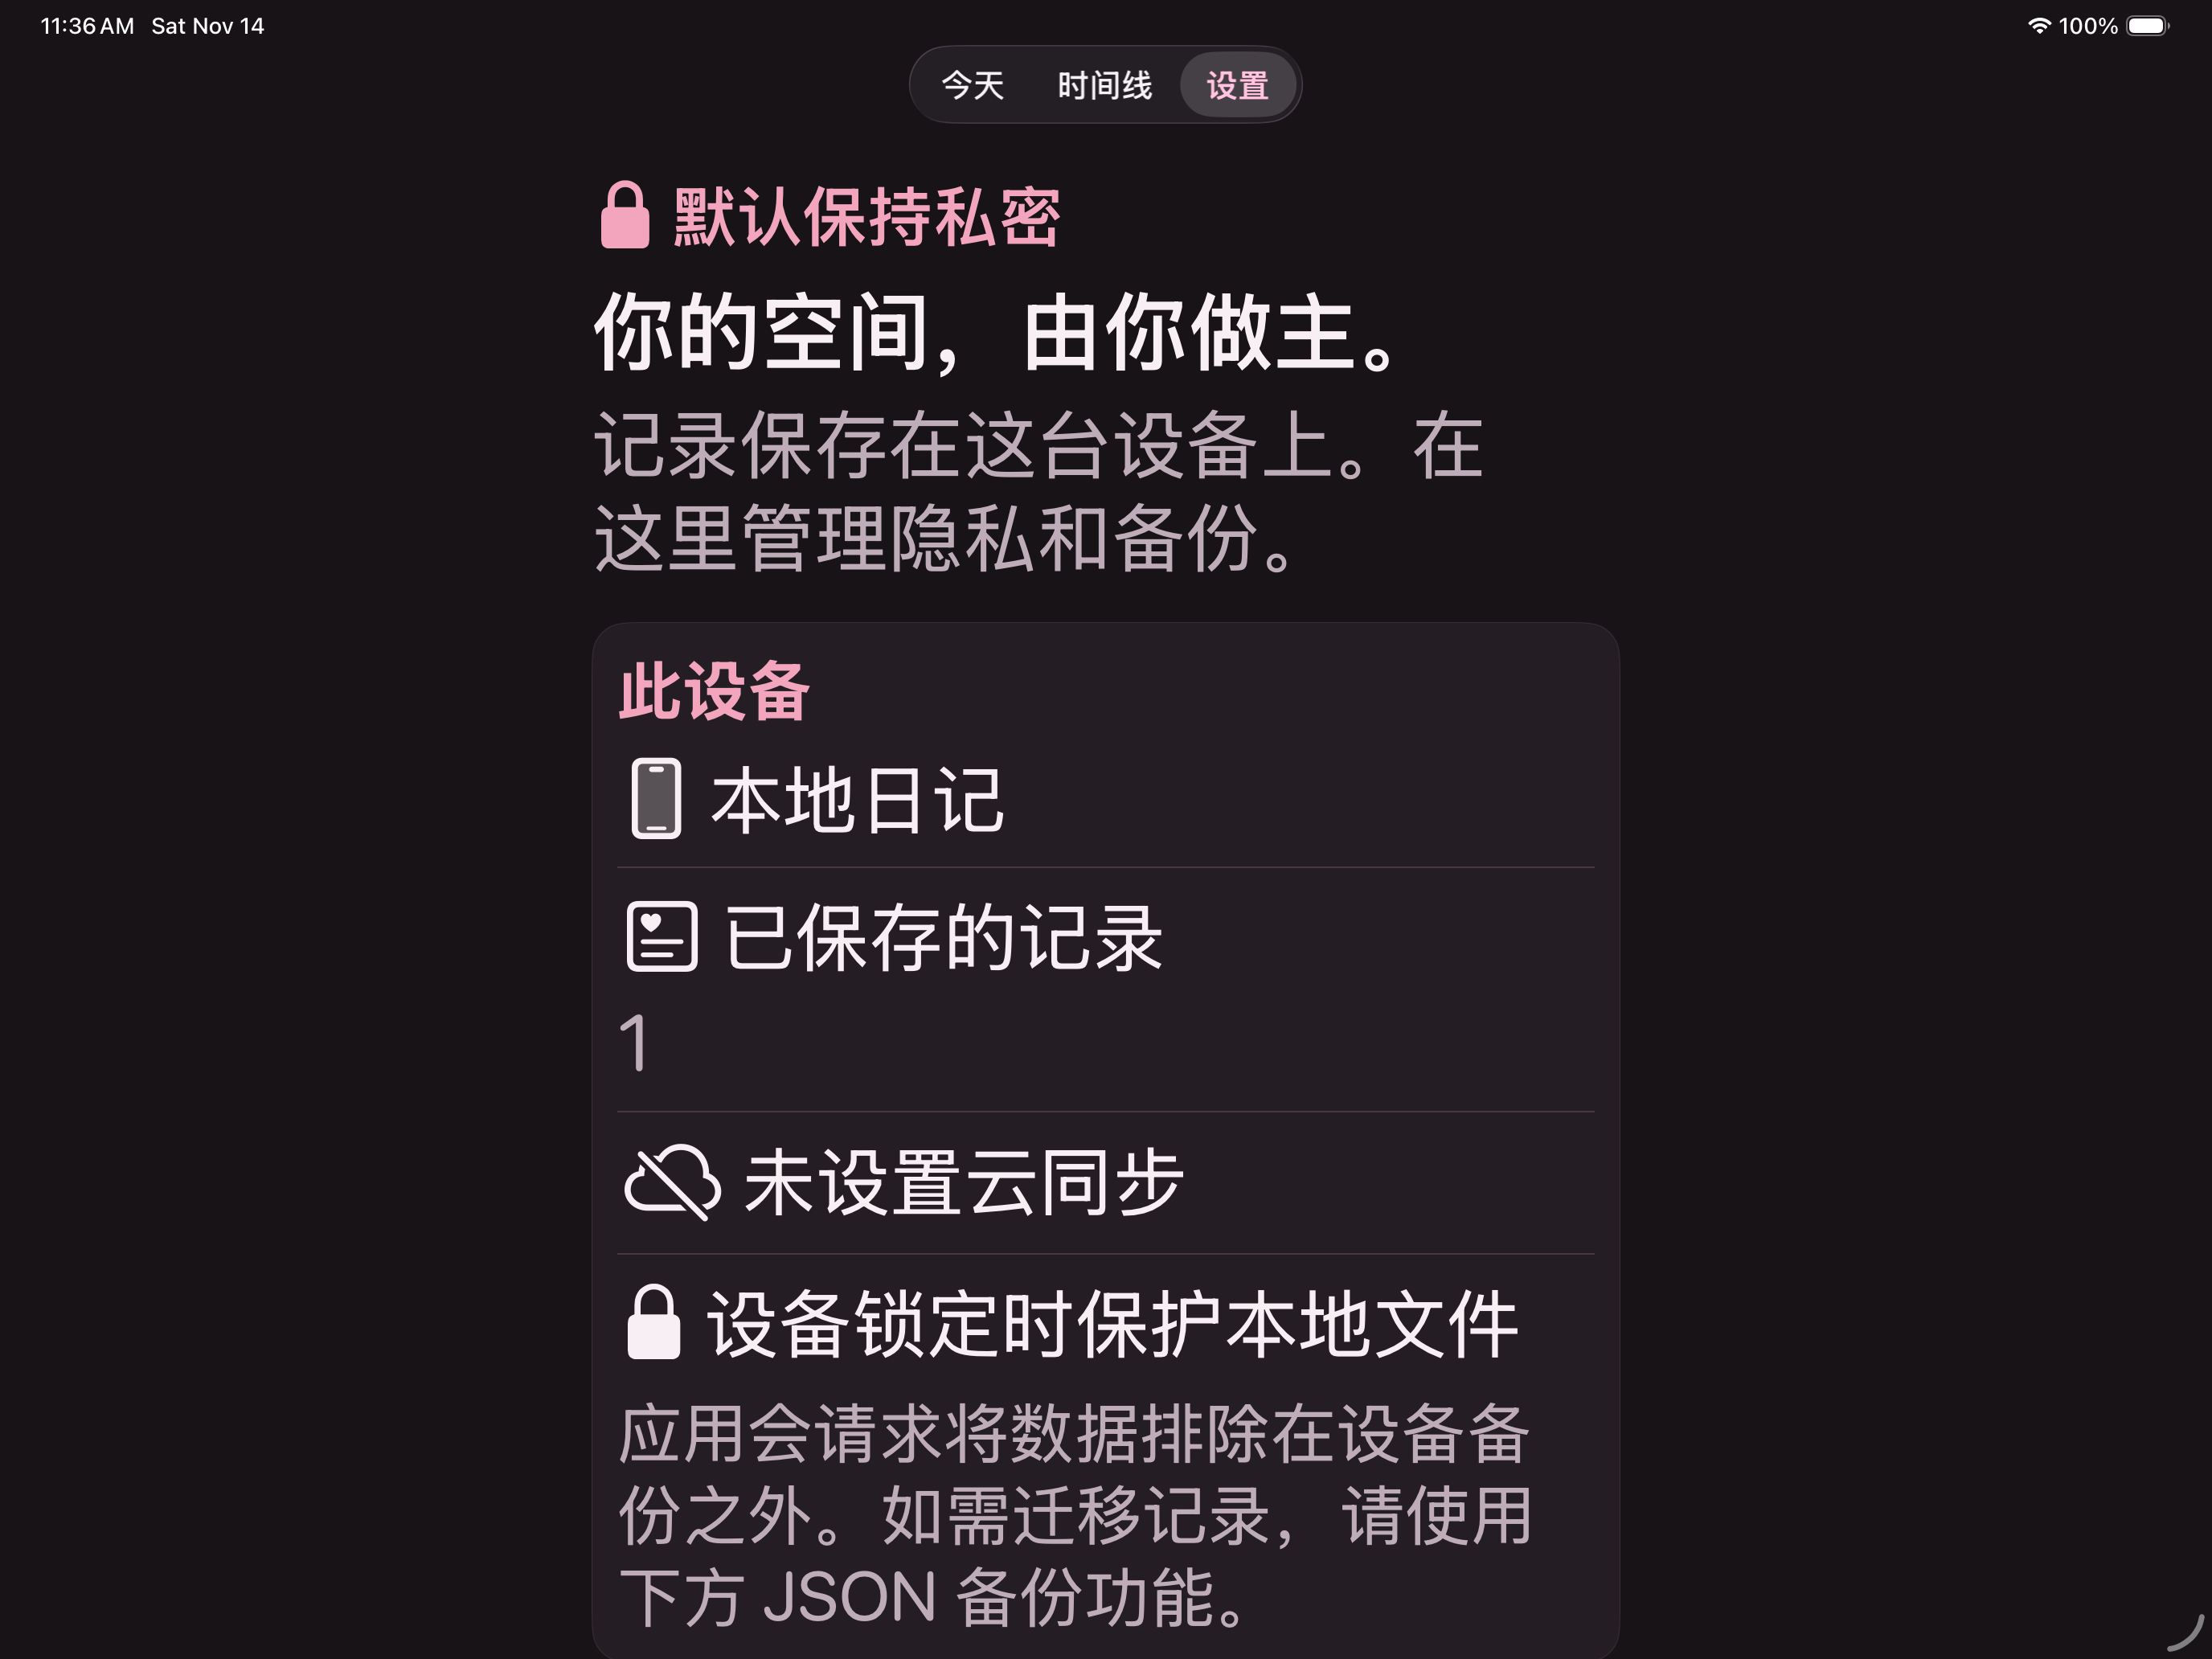 11:36 AM Sat Nov 14
100%
今天 时间线 设置
默认保持私密
你的空间，由你做主。
记录保存在这台设备上。在
这里管理隐私和备份。
此设备
本地日记
已保存的记录
1
未设置云同步
设备锁定时保护本地文件
应用会请求将数据排除在设备备
份之外。如需迁移记录，请使用
下方 JSON 备份功能。